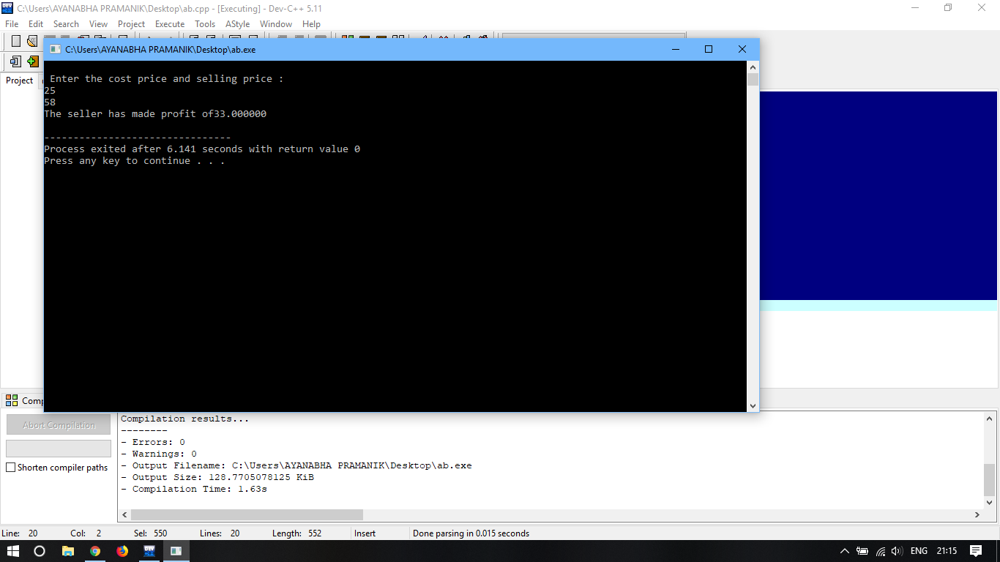 C:\Users\AYANABHA PRAMANIK\Desktop\ab.cpp - [Executing] - Dev-C++ 5.11
File Edit Search View Project Execute Tools AStyle Window Help
C:\Users\AYANABHA PRAMANIK\Desktop\ab.exe
Project
Enter the cost price and selling price :
25
58
The seller has made profit of33.000000
--------------------------------
Process exited after 6.141 seconds with return value 0
Press any key to continue . . .
Comp
Abort Compilation
Shorten compiler paths
Compilation results...
--------
- Errors: 0
- Warnings: 0
- Output Filename: C:\Users\AYANABHA PRAMANIK\Desktop\ab.exe
- Output Size: 128.7705078125 KiB
- Compilation Time: 1.63s
Line: 20 Col: 2 Sel: 550 Lines: 20 Length: 552 Insert Done parsing in 0.015 seconds
DEV
ENG 21:15